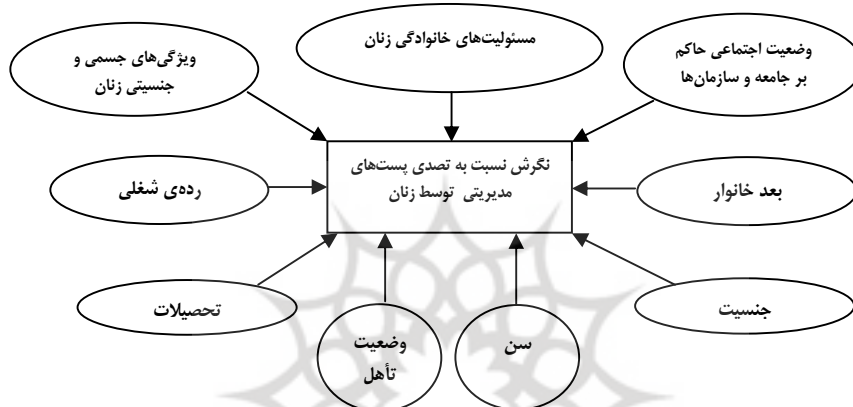 وضعیت اجتماعی حاکم
بر جامعه و سازمان‌ها
مسئولیت‌های خانوادگی زنان
ویژگی‌های جسمی و
جنسیتی زنان
نگرش نسبت به تصدی پست‌های
مدیریتی توسط زنان
بعد خانوار
رده‌ی شغلی
جنسیت
سن
وضعیت
تأهل
تحصیلات